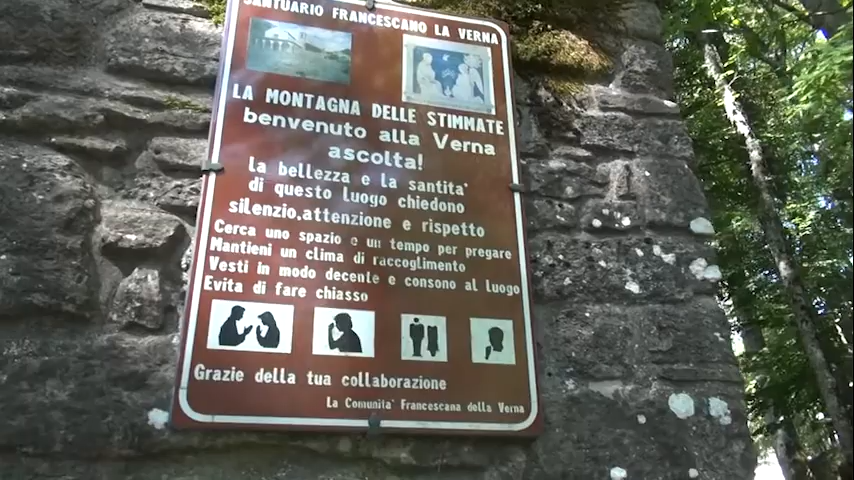 SANTUARIO FRANCESCANO LA VERNA
LA MONTAGNA DELLE STIMMATE
benvenuto alla Verna
ascolta!
la bellezza e la santita'
di questo luogo chiedono
silenzio,attenzione e rispetto
Cerca uno spazio e un tempo per pregare
Mantieni un clima di raccoglimento
Vesti in modo decente e consono al luogo
Evita di fare chiasso
Grazie della tua collaborazione
La Comunita' Francescana della Verna